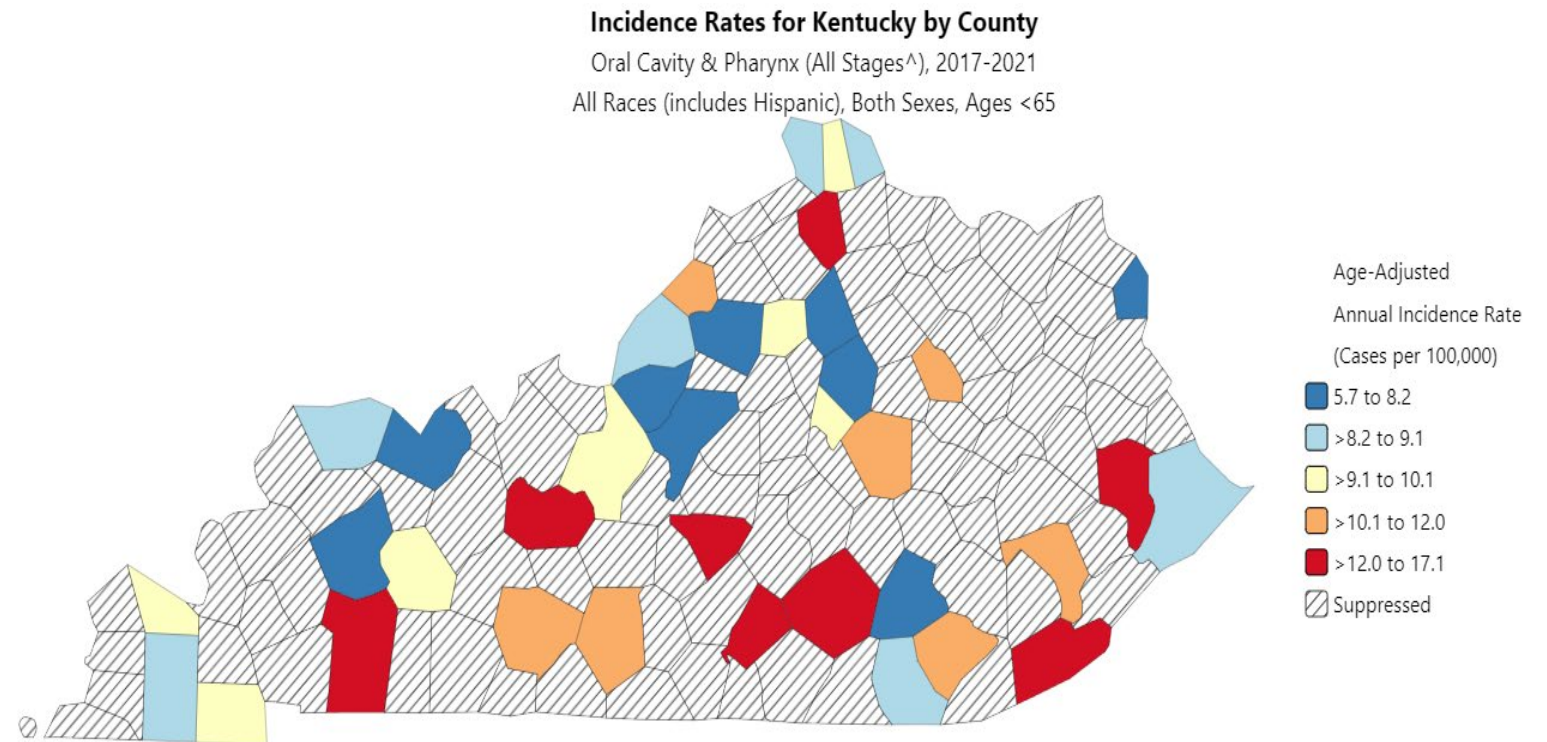 Incidence Rates for Kentucky by County
Oral Cavity & Pharynx (All Stages^), 2017-2021
All Races (includes Hispanic), Both Sexes, Ages <65
Age-Adjusted
Annual Incidence Rate
(Cases per 100,000)
5.7 to 8.2
>8.2 to 9.1
>9.1 to 10.1
>10.1 to 12.0
>12.0 to 17.1
Suppressed